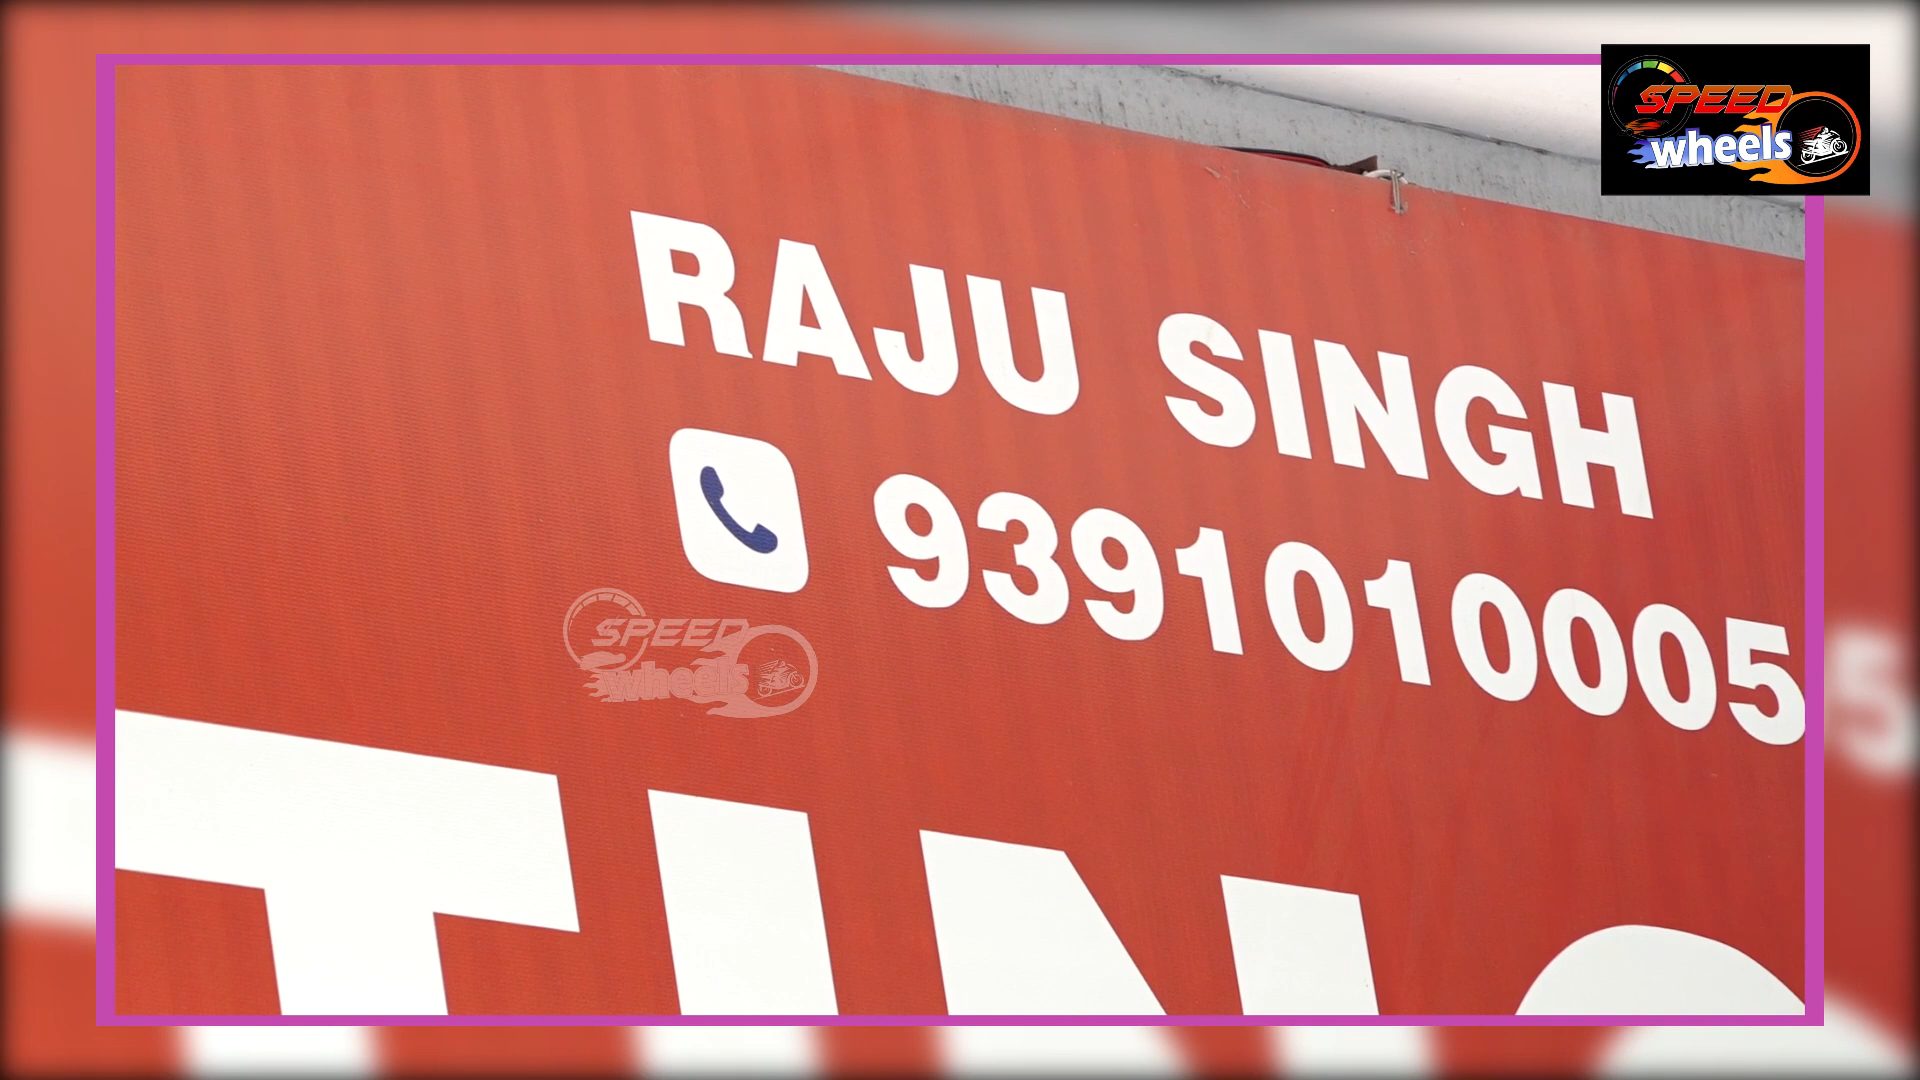 SPEED
wheels
RAJU SINGH
9391010005
SPEED
wheels